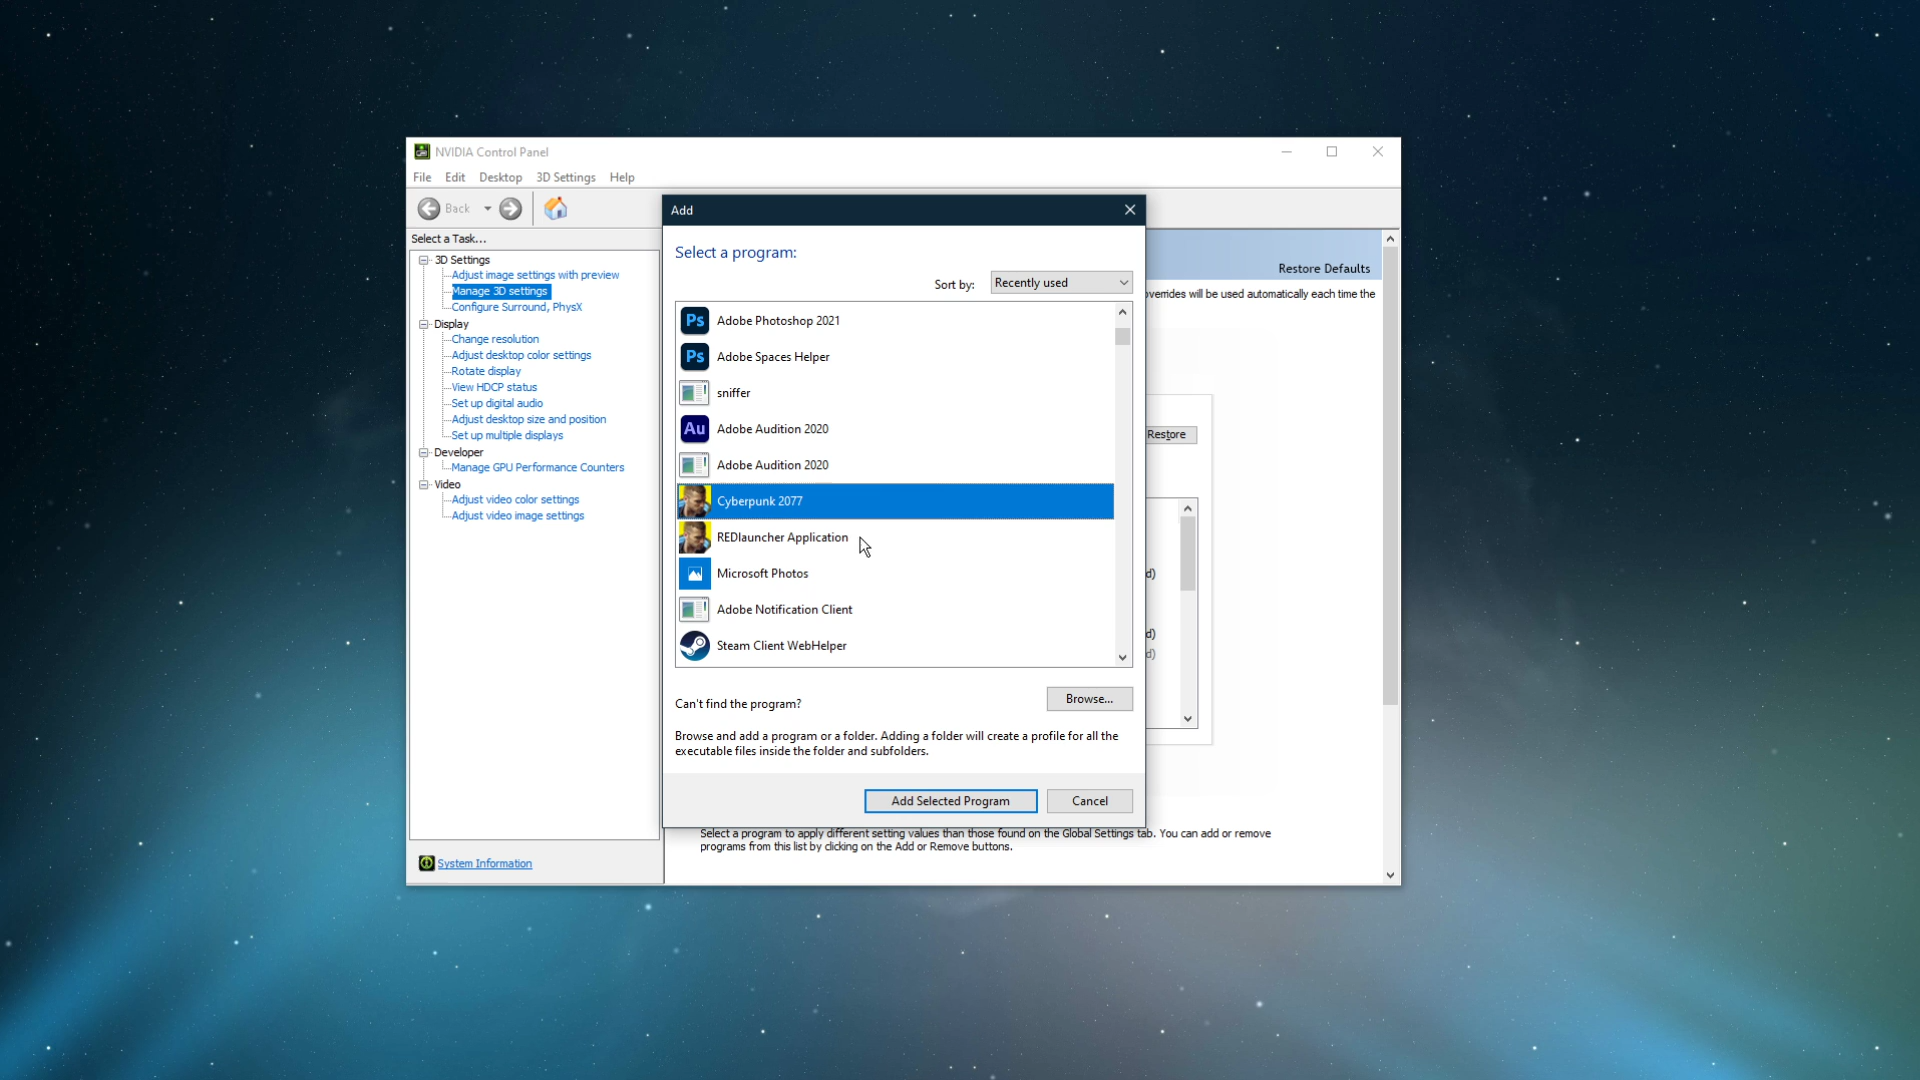 NVIDIA Control Panel
File Edit Desktop 3D Settings Help
Back
Select a Task...
3D Settings
Adjust image settings with preview
Manage 3D settings
Configure Surround, PhysX
Display
Change resolution
Adjust desktop color settings
Rotate display
View HDCP status
Set up digital audio
Adjust desktop size and position
Set up multiple displays
Developer
Manage GPU Performance Counters
Video
Adjust video color settings
Adjust video image settings
System Information
Add
Select a program:
Sort by: Recently used
Ps Adobe Photoshop 2021
Ps Adobe Spaces Helper
sniffer
Au Adobe Audition 2020
Adobe Audition 2020
Cyberpunk 2077
REDlauncher Application
Microsoft Photos
Adobe Notification Client
Steam Client WebHelper
Can't find the program?
Browse...
Browse and add a program or a folder. Adding a folder will create a profile for all the
executable files inside the folder and subfolders.
Add Selected Program Cancel
Restore Defaults
overrides will be used automatically each time the
Restore
d)
d)
d)
Select a program to apply different setting values than those found on the Global Settings tab. You can add or remove
programs from this list by clicking on the Add or Remove buttons.